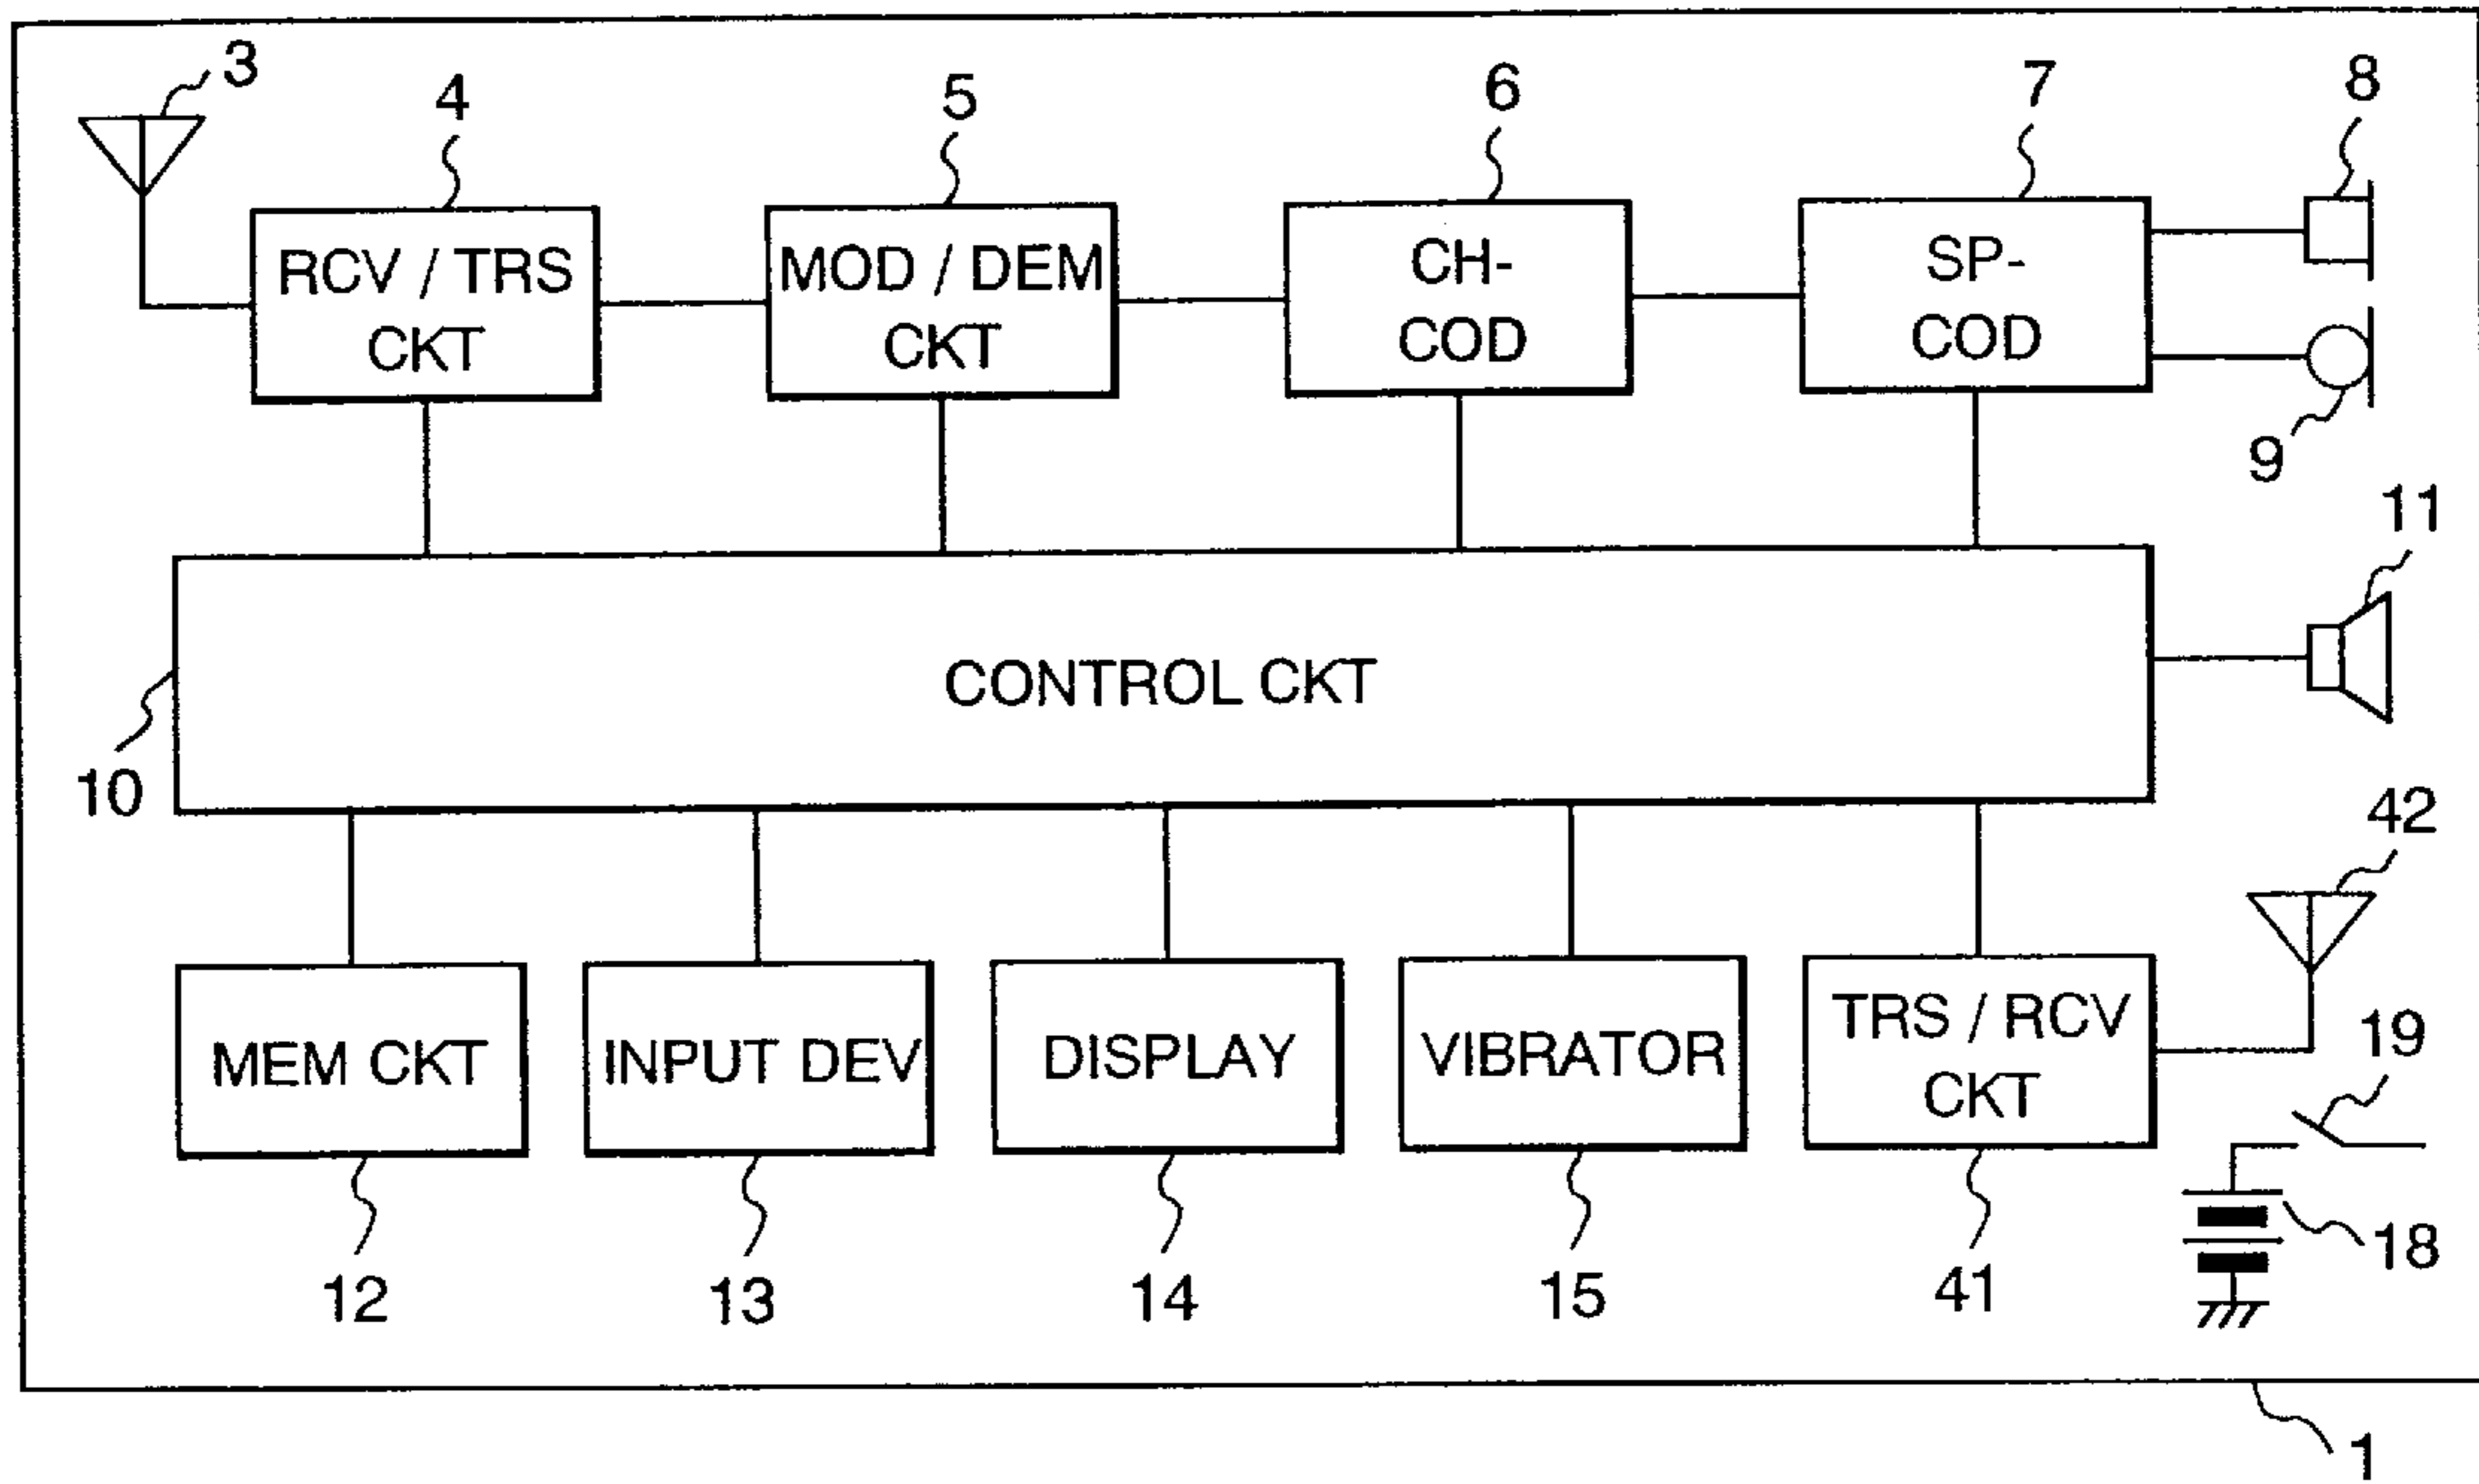 3
4
5
6
7
8
RCV / TRS
CKT
MOD / DEM
CKT
CH-
COD
SP-
COD
9
11
CONTROL CKT
10
42
MEM CKT
INPUT DEV
DISPLAY
VIBRATOR
TRS / RCV
CKT
19
18
12
13
14
15
41
1